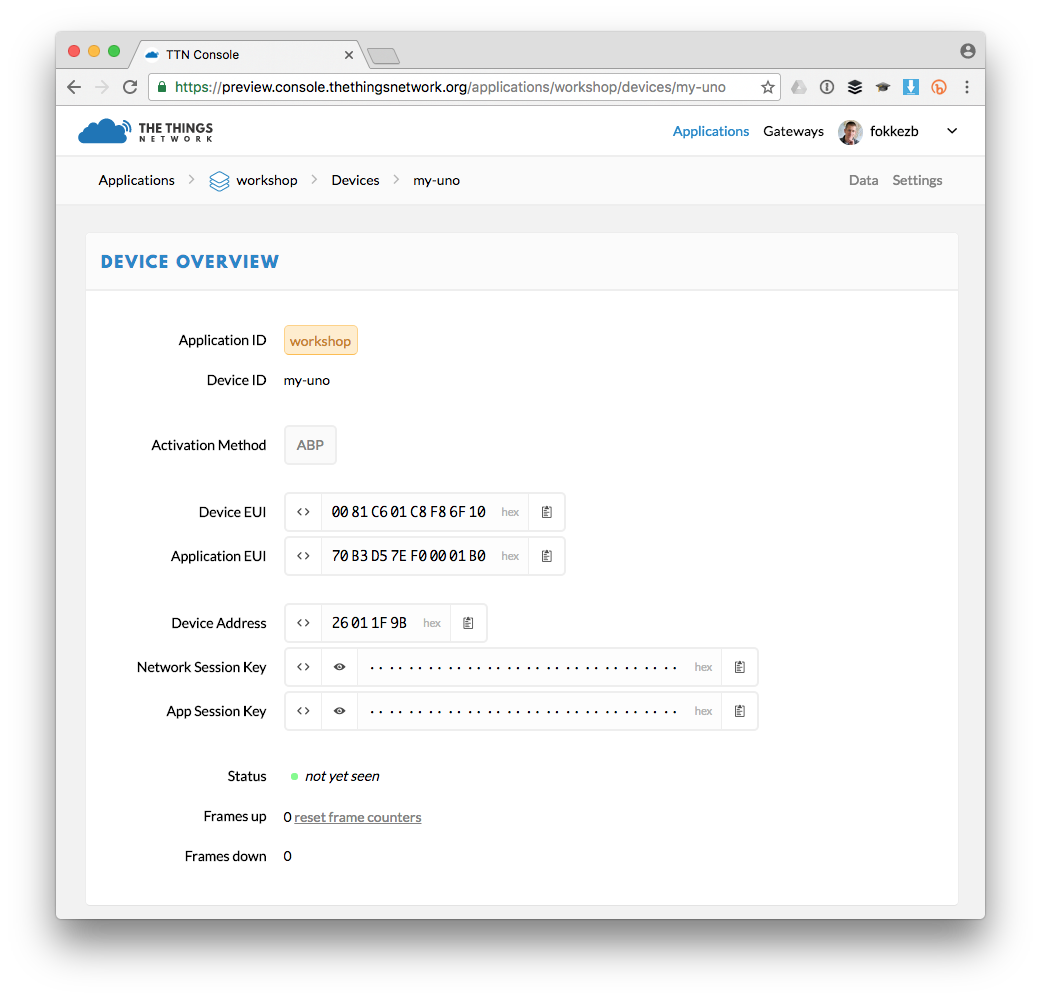 TTN Console
https://preview.console.thethingsnetwork.org/applications/workshop/devices/my-uno
THE THINGS
NETWORK
Applications Gateways fokkezb
Applications workshop Devices my-uno Data Settings
DEVICE OVERVIEW
Application ID workshop
Device ID my-uno
Activation Method ABP
Device EUI <> 00 81 C6 01 C8 F8 6F 10 hex
Application EUI <> 70 B3 D5 7E F0 00 01 B0 hex
Device Address <> 26 01 1F 9B hex
Network Session Key <> ................................ hex
App Session Key <> ................................ hex
Status not yet seen
Frames up 0 reset frame counters
Frames down 0